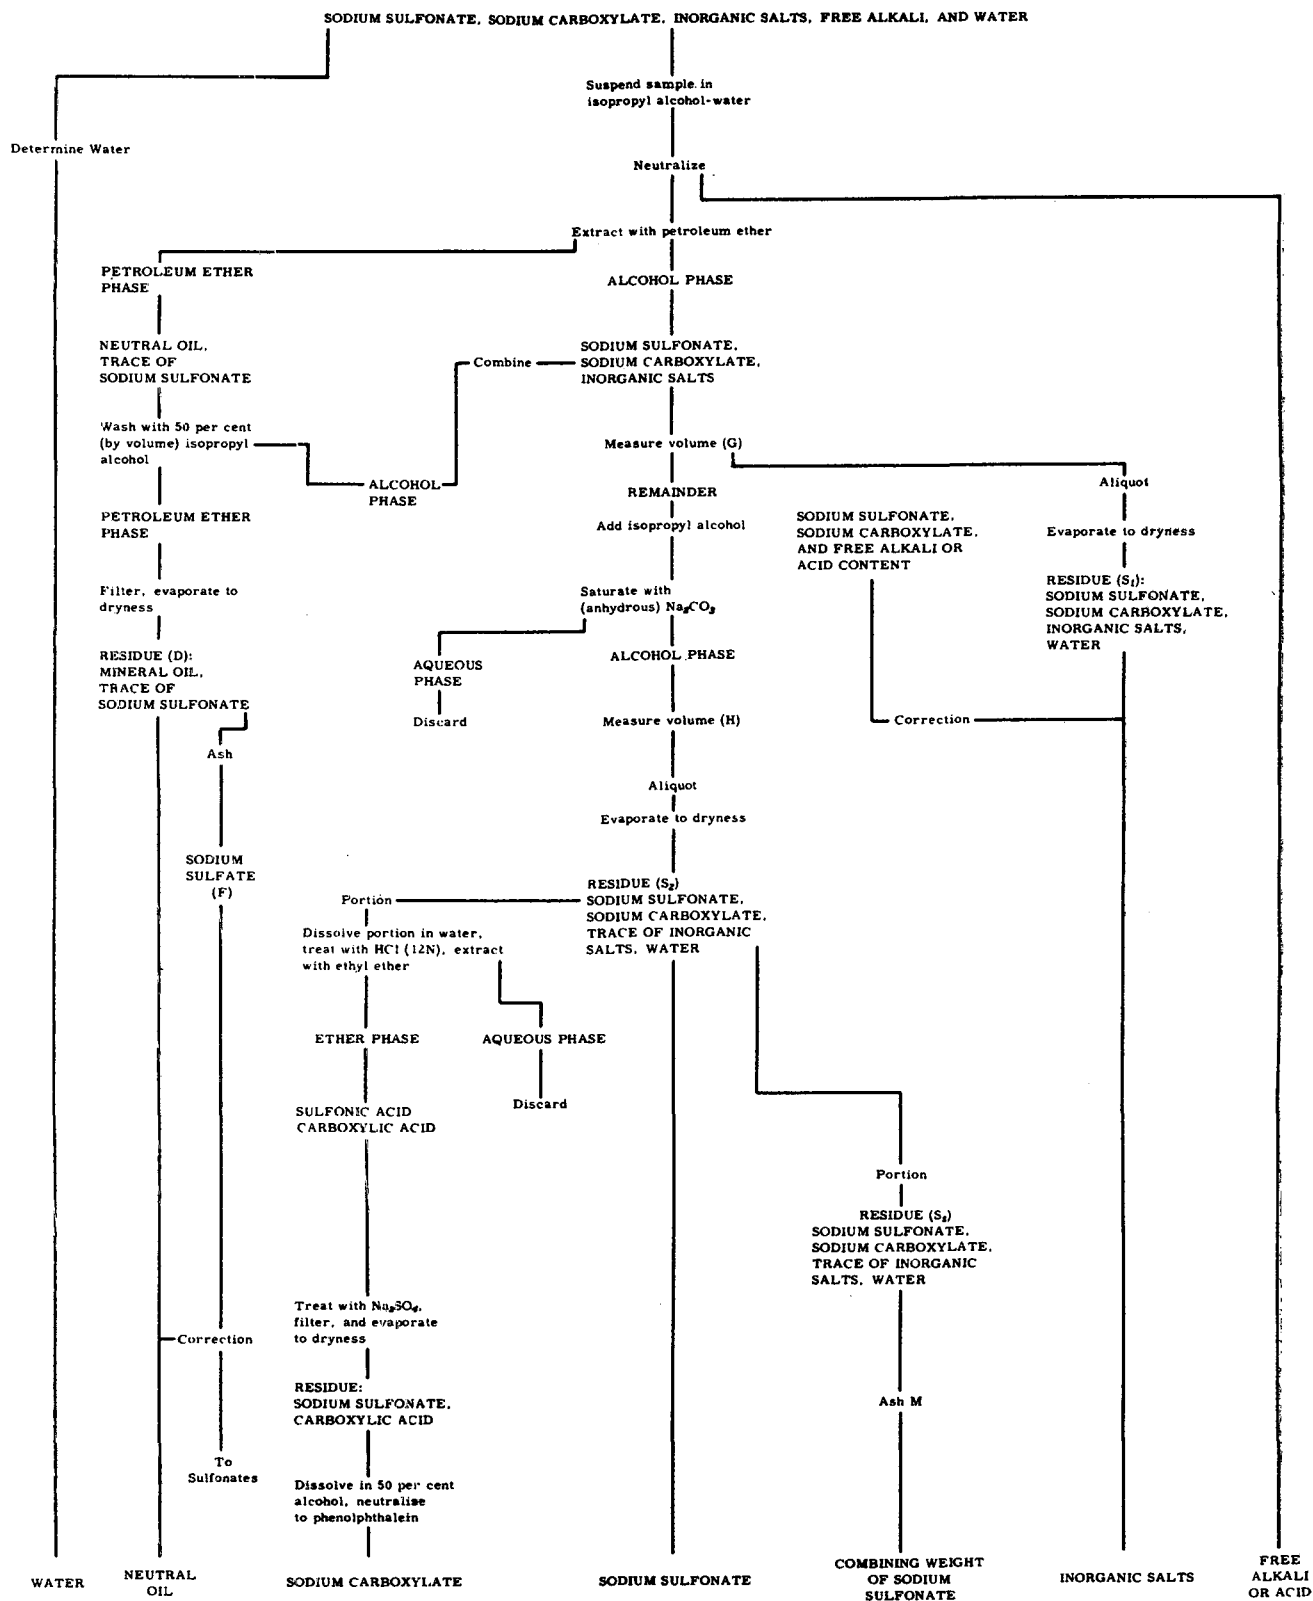 SODIUM SULFONATE, SODIUM CARBOXYLATE, INORGANIC SALTS, FREE ALKALI, AND WATER
Suspend sample in
isopropyl alcohol-water
Determine Water
Neutralize
Extract with petroleum ether
PETROLEUM ETHER
PHASE
ALCOHOL PHASE
NEUTRAL OIL,
TRACE OF
SODIUM SULFONATE
Combine
SODIUM SULFONATE,
SODIUM CARBOXYLATE,
INORGANIC SALTS
Wash with 50 per cent
(by volume) isopropyl
alcohol
ALCOHOL
PHASE
Measure volume (G)
REMAINDER
Add isopropyl alcohol
Aliquot
Evaporate to dryness
PETROLEUM ETHER
PHASE
SODIUM SULFONATE,
SODIUM CARBOXYLATE,
AND FREE ALKALI OR
ACID CONTENT
RESIDUE (S₁):
SODIUM SULFONATE,
SODIUM CARBOXYLATE,
INORGANIC SALTS,
WATER
Filter, evaporate to
dryness
Saturate with
(anhydrous) Na₂CO₃
RESIDUE (D):
MINERAL OIL,
TRACE OF
SODIUM SULFONATE
AQUEOUS
PHASE
Discard
ALCOHOL PHASE
Measure volume (H)
Correction
Ash
Aliquot
Evaporate to dryness
SODIUM
SULFATE
(F)
Portion
RESIDUE (S₂)
SODIUM SULFONATE,
SODIUM CARBOXYLATE,
TRACE OF INORGANIC
SALTS, WATER
Dissolve portion in water,
treat with HCl (12N), extract
with ethyl ether
ETHER PHASE
AQUEOUS PHASE
Discard
SULFONIC ACID
CARBOXYLIC ACID
Portion
RESIDUE (S₂)
SODIUM SULFONATE,
SODIUM CARBOXYLATE,
TRACE OF INORGANIC
SALTS, WATER
Treat with Na₂SO₄,
filter, and evaporate
to dryness
Correction
RESIDUE:
SODIUM SULFONATE,
CARBOXYLIC ACID
Ash M
To
Sulfonates
Dissolve in 50 per cent
alcohol, neutralise
to phenolphthalein
WATER
NEUTRAL
OIL
SODIUM CARBOXYLATE
SODIUM SULFONATE
COMBINING WEIGHT
OF SODIUM
SULFONATE
INORGANIC SALTS
FREE
ALKALI
OR ACID